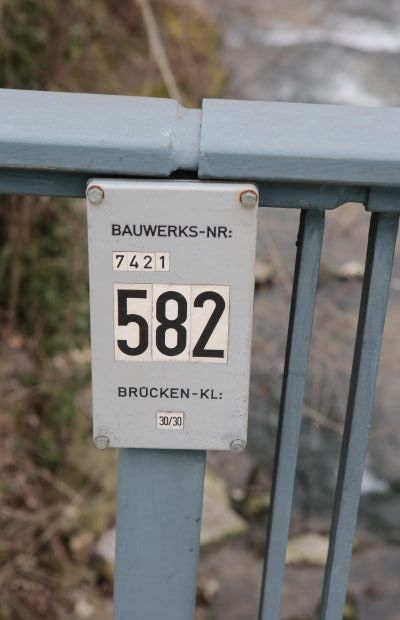 BAUWERKS-NR:
7421
582
BRÜCKEN-KL:
30/30